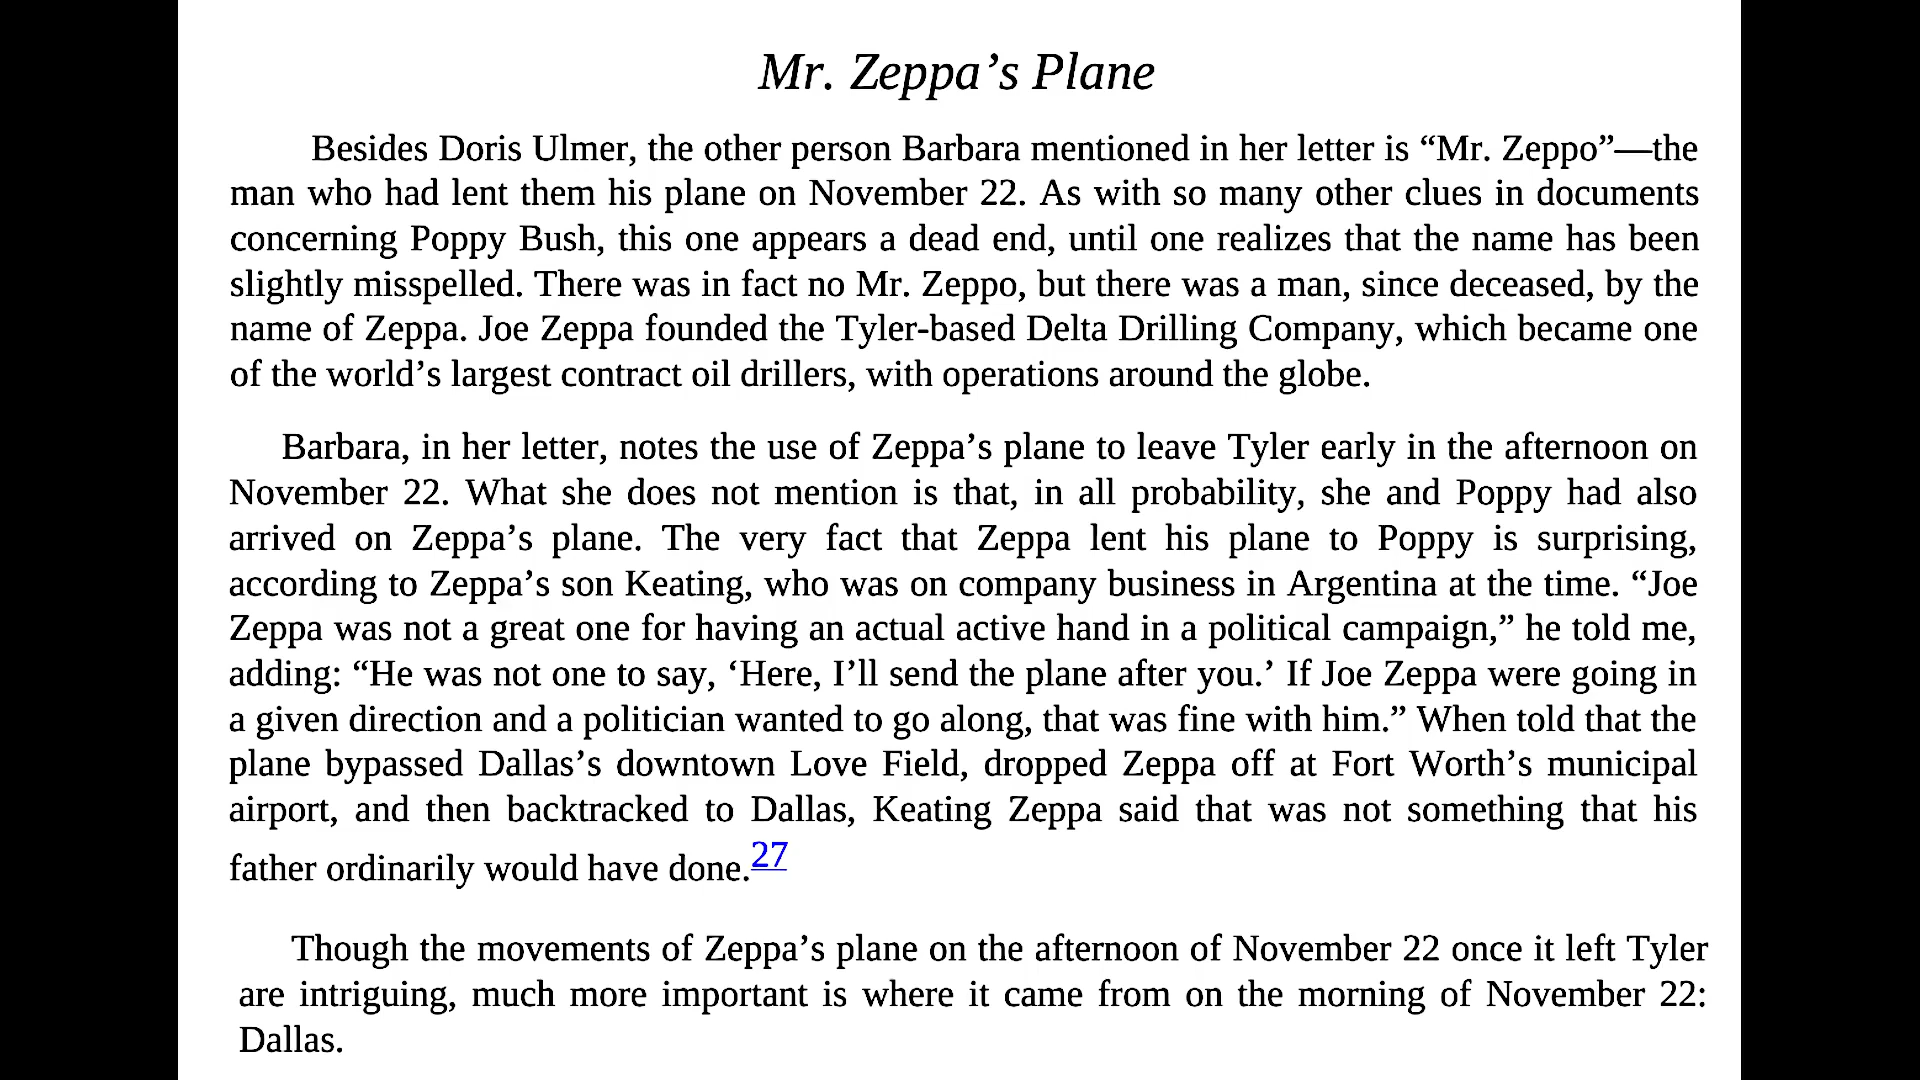 Mr. Zeppa’s Plane
Besides Doris Ulmer, the other person Barbara mentioned in her letter is “Mr. Zeppo”—the
man who had lent them his plane on November 22. As with so many other clues in documents
concerning Poppy Bush, this one appears a dead end, until one realizes that the name has been
slightly misspelled. There was in fact no Mr. Zeppo, but there was a man, since deceased, by the
name of Zeppa. Joe Zeppa founded the Tyler-based Delta Drilling Company, which became one
of the world’s largest contract oil drillers, with operations around the globe.
Barbara, in her letter, notes the use of Zeppa’s plane to leave Tyler early in the afternoon on
November 22. What she does not mention is that, in all probability, she and Poppy had also
arrived on Zeppa’s plane. The very fact that Zeppa lent his plane to Poppy is surprising,
according to Zeppa’s son Keating, who was on company business in Argentina at the time. “Joe
Zeppa was not a great one for having an actual active hand in a political campaign,” he told me,
adding: “He was not one to say, ‘Here, I’ll send the plane after you.’ If Joe Zeppa were going in
a given direction and a politician wanted to go along, that was fine with him.” When told that the
plane bypassed Dallas’s downtown Love Field, dropped Zeppa off at Fort Worth’s municipal
airport, and then backtracked to Dallas, Keating Zeppa said that was not something that his
father ordinarily would have done.27
Though the movements of Zeppa’s plane on the afternoon of November 22 once it left Tyler
are intriguing, much more important is where it came from on the morning of November 22:
Dallas.